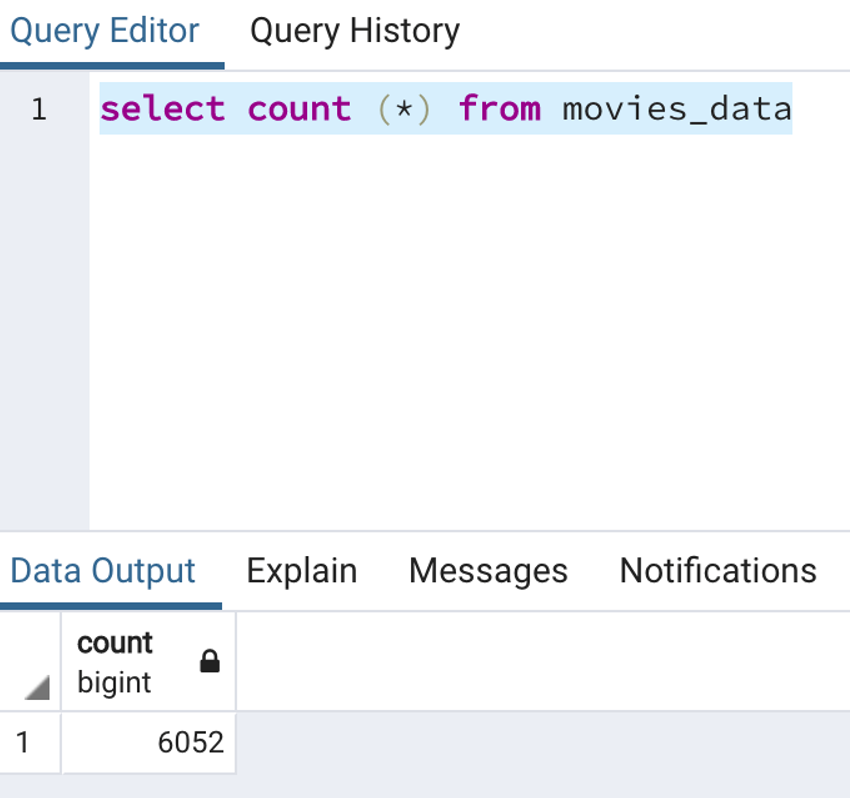 Query Editor Query History
1 select count (*) from movies_data
Data Output Explain Messages Notifications
count
bigint
1 6052